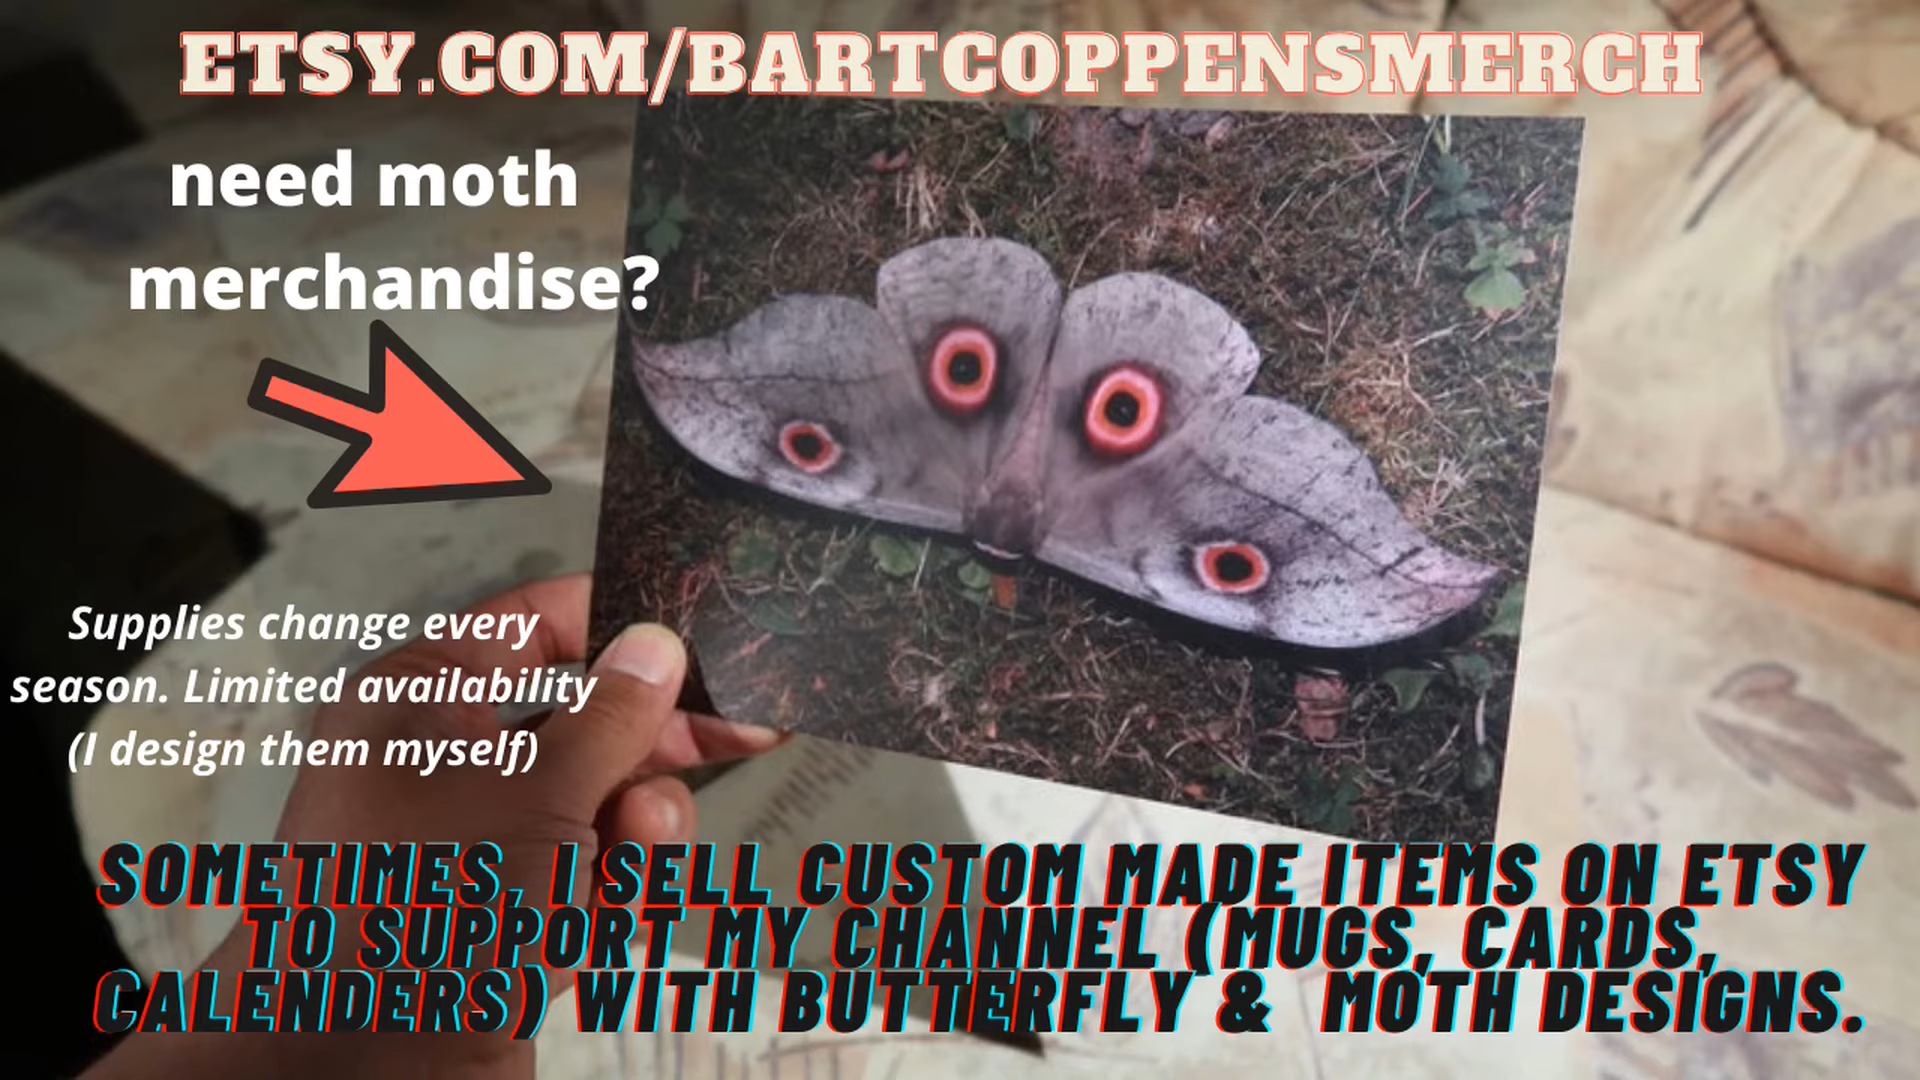 ETSY.COM/BARTCOPPENSMERCH
need moth
merchandise?
Supplies change every
season. Limited availability
(I design them myself)
SOMETIMES, I SELL CUSTOM MADE ITEMS ON ETSY
TO SUPPORT MY CHANNEL (MUGS, CARDS,
CALENDERS) WITH BUTTERFLY & MOTH DESIGNS.